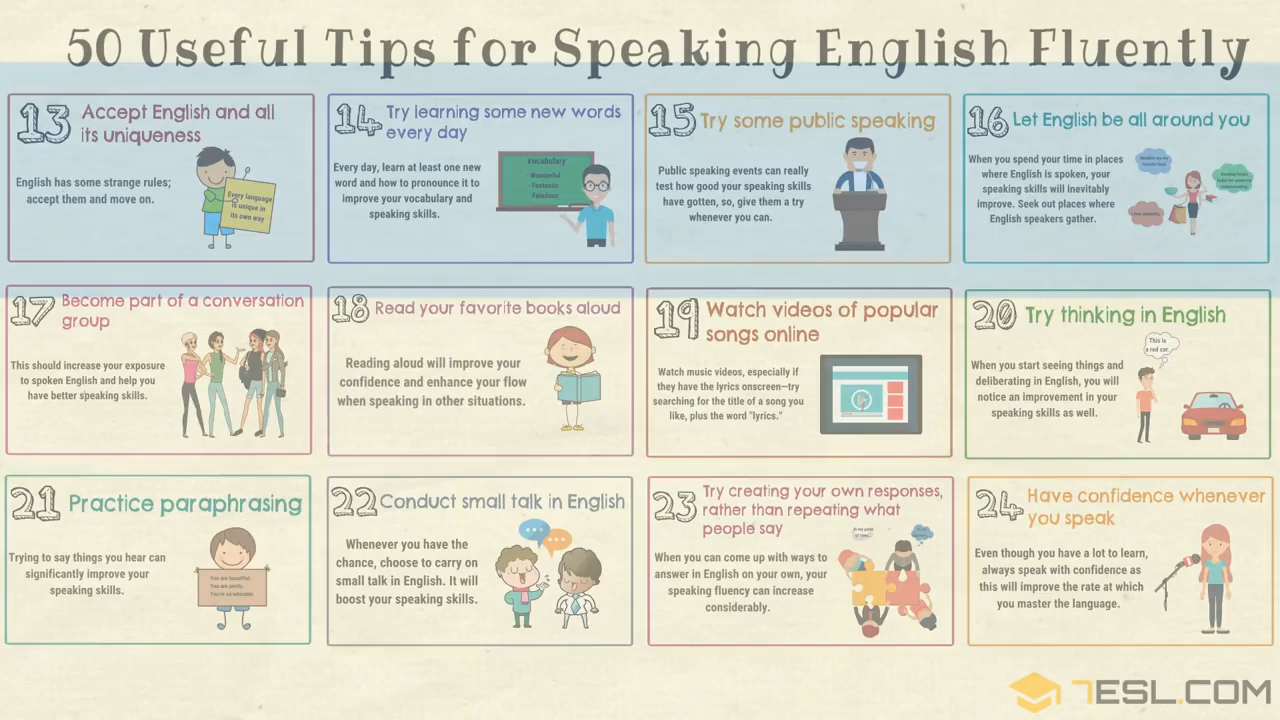 50 Useful Tips for Speaking English Fluently
13 Accept English and all
its uniqueness
English has some strange rules;
accept them and move on.
Every language
is unique in
its own way
14 Try learning some new words
every day
Every day, learn at least one new
word and how to pronounce it to
improve your vocabulary and
speaking skills.
Vocabulary
- Wonderful
- Fantastic
Fabulous
15 Try some public speaking
Public speaking events can really
test how good your speaking skills
have gotten, so, give them a try
whenever you can.
16 Let English be all around you
When you spend your time in places
where English is spoken, your
speaking skills will inevitably
improve. Seek out places where
English speakers gather.
17 Become part of a conversation
group
This should increase your exposure
to spoken English and help you
have better speaking skills.
18 Read your favorite books aloud
Reading aloud will improve your
confidence and enhance your flow
when speaking in other situations.
19 Watch videos of popular
songs online
Watch music videos, especially if
they have the lyrics onscreen—try
searching for the title of a song you
like, plus the word "lyrics."
20 Try thinking in English
When you start seeing things and
deliberating in English, you will
notice an improvement in your
speaking skills as well.
This is
a red car.
21 Practice paraphrasing
Trying to say things you hear can
significantly improve your
speaking skills.
You are beautiful.
You are pretty.
You're so adorable.
22 Conduct small talk in English
Whenever you have the
chance, choose to carry on
small talk in English. It will
boost your speaking skills.
23 Try creating your own responses,
rather than repeating what
people say
When you can come up with ways to
answer in English on your own, your
speaking fluency can increase
considerably.
24 Have confidence whenever
you speak
Even though you have a lot to learn,
always speak with confidence as
this will improve the rate at which
you master the language.
7ESL.COM